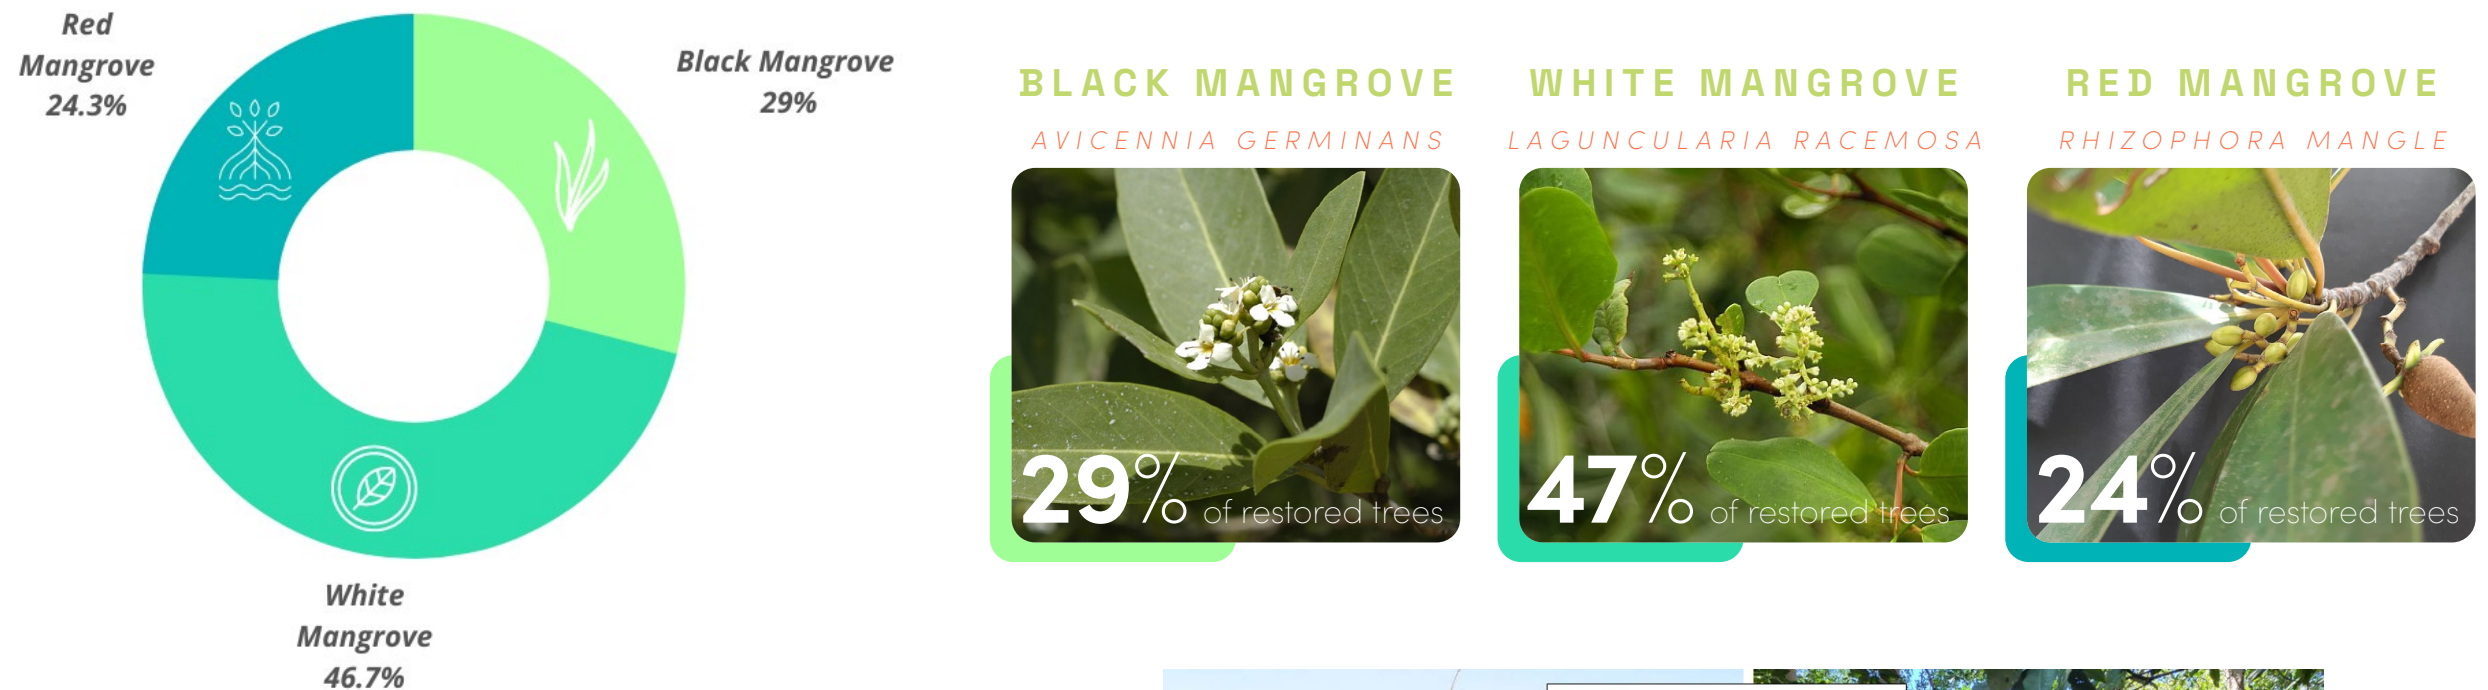 Red
Mangrove
24.3%
Black Mangrove
29%
White
Mangrove
46.7%
BLACK MANGROVE
AVICENNIA GERMINANS
29% of restored trees
WHITE MANGROVE
LAGUNCULARIA RACEMOSA
47% of restored trees
RED MANGROVE
RHIZOPHORA MANGLE
24% of restored trees